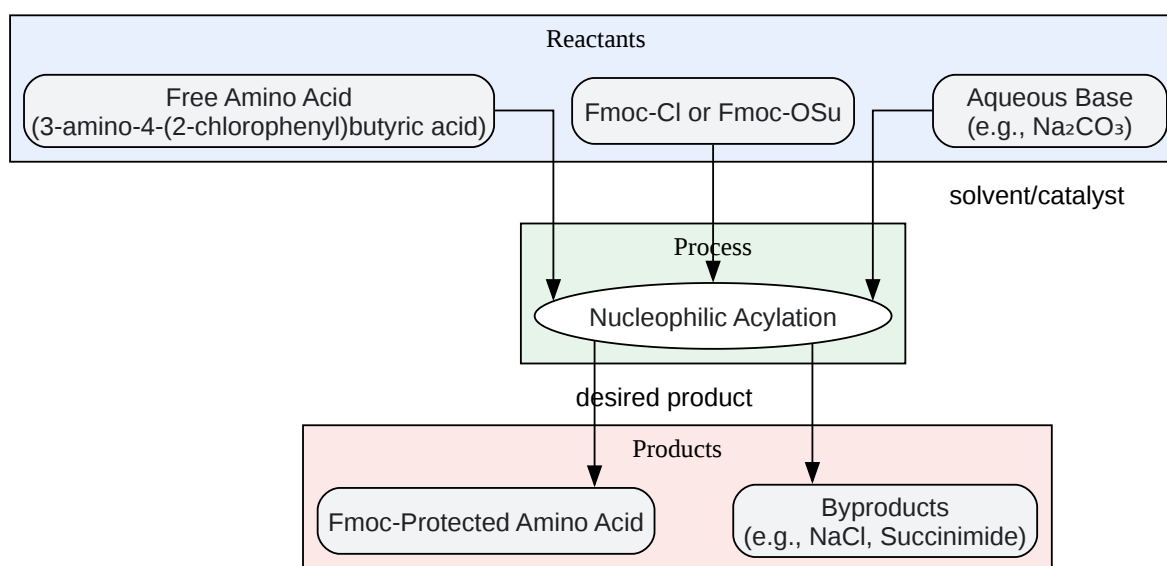 Reactants
Free Amino Acid
(3-amino-4-(2-chlorophenyl)butyric acid)
Fmoc-Cl or Fmoc-OSu
Aqueous Base
(e.g., Na₂CO₃)
solvent/catalyst
Process
Nucleophilic Acylation
desired product
Products
Fmoc-Protected Amino Acid
Byproducts
(e.g., NaCl, Succinimide)